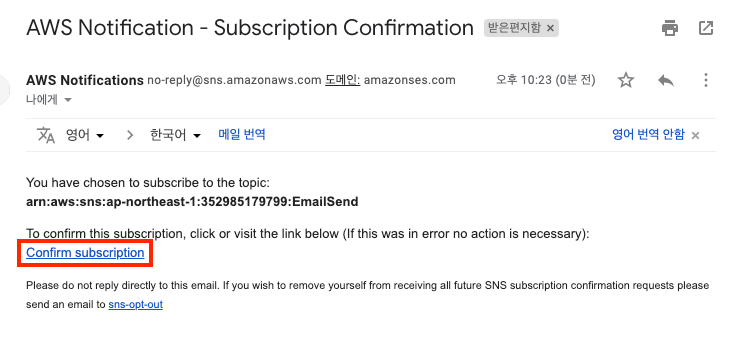 AWS Notification - Subscription Confirmation 받은편지함 ×
AWS Notifications no-reply@sns.amazonaws.com 도메인: amazonses.com 오후 10:23 (0분 전)
나에게
영어 한국어 메일 번역 영어 번역 안함 ×
You have chosen to subscribe to the topic:
arn:aws:sns:ap-northeast-1:352985179799:EmailSend
To confirm this subscription, click or visit the link below (If this was in error no action is necessary):
Confirm subscription
Please do not reply directly to this email. If you wish to remove yourself from receiving all future SNS subscription confirmation requests please
send an email to sns-opt-out